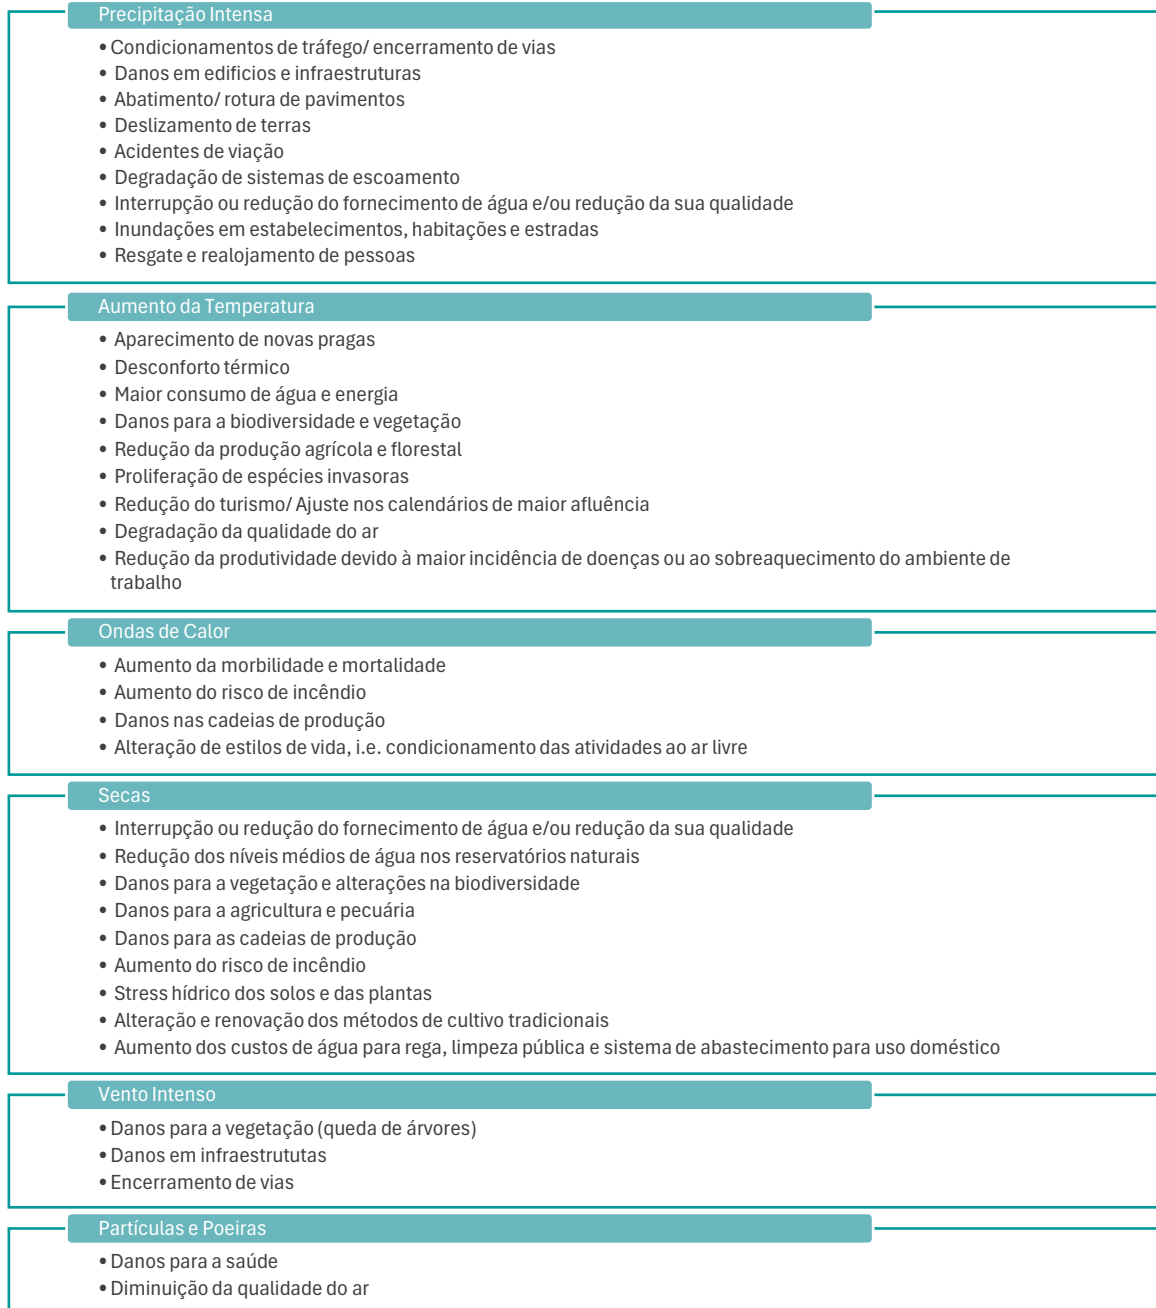 Precipitação Intensa
• Condicionamentos de tráfego/ encerramento de vias
• Danos em edificios e infraestruturas
• Abatimento/ rotura de pavimentos
• Deslizamento de terras
• Acidentes de viação
• Degradação de sistemas de escoamento
• Interrupção ou redução do fornecimento de água e/ou redução da sua qualidade
• Inundações em estabelecimentos, habitações e estradas
• Resgate e realojamento de pessoas
Aumento da Temperatura
• Aparecimento de novas pragas
• Desconforto térmico
• Maior consumo de água e energia
• Danos para a biodiversidade e vegetação
• Redução da produção agrícola e florestal
• Proliferação de espécies invasoras
• Redução do turismo/ Ajuste nos calendários de maior afluência
• Degradação da qualidade do ar
• Redução da produtividade devido à maior incidência de doenças ou ao sobreaquecimento do ambiente de
trabalho
Ondas de Calor
• Aumento da morbilidade e mortalidade
• Aumento do risco de incêndio
• Danos nas cadeias de produção
• Alteração de estilos de vida, i.e. condicionamento das atividades ao ar livre
Secas
• Interrupção ou redução do fornecimento de água e/ou redução da sua qualidade
• Redução dos níveis médios de água nos reservatórios naturais
• Danos para a vegetação e alterações na biodiversidade
• Danos para a agricultura e pecuária
• Danos para as cadeias de produção
• Aumento do risco de incêndio
• Stress hídrico dos solos e das plantas
• Alteração e renovação dos métodos de cultivo tradicionais
• Aumento dos custos de água para rega, limpeza pública e sistema de abastecimento para uso doméstico
Vento Intenso
• Danos para a vegetação (queda de árvores)
• Danos em infraestrututas
• Encerramento de vias
Partículas e Poeiras
• Danos para a saúde
• Diminuição da qualidade do ar